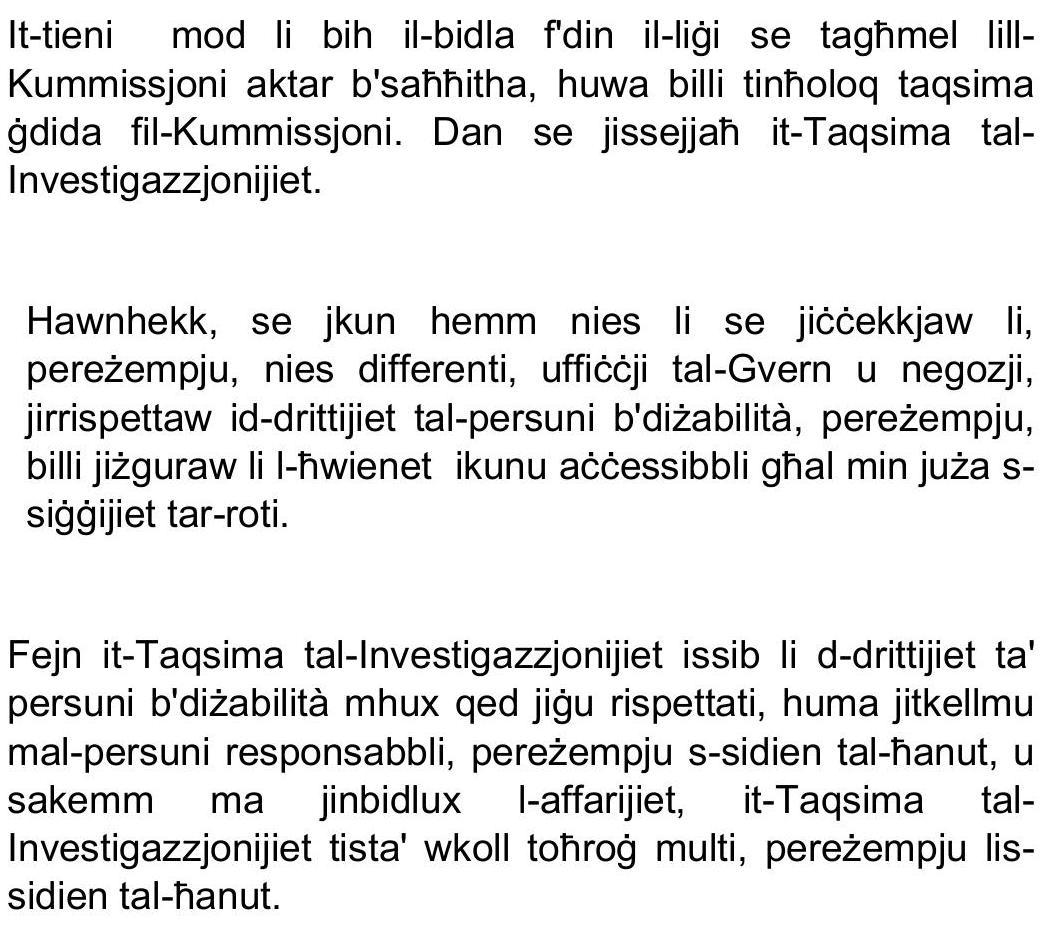 It-tieni mod li bih il-bidla f'din il-liġi se tagħmel lill-
Kummissjoni aktar b'saħħitha, huwa billi tinħoloq taqsima
ġdida fil-Kummissjoni. Dan se jissejjaħ it-Taqsima tal-
Investigazzjonijiet.
Hawnhekk, se jkun hemm nies li se jiċċekkjaw li,
pereżempju, nies differenti, uffiċċji tal-Gvern u negozji,
jirrispettaw id-drittijiet tal-persuni b'diżabilità, pereżempju,
billi jiżguraw li l-ħwienet ikunu aċċessibbli għal min juża s-
siġġijiet tar-roti.
Fejn it-Taqsima tal-Investigazzjonijiet issib li d-drittijiet ta'
persuni b'diżabilità mhux qed jiġu rispettati, huma jitkellmu
mal-persuni responsabbli, pereżempju s-sidien tal-ħanut, u
sakemm ma jinbidlux l-affarijiet, it-Taqsima tal-
Investigazzjonijiet tista' wkoll toħroġ multi, pereżempju lis-
sidien tal-ħanut.